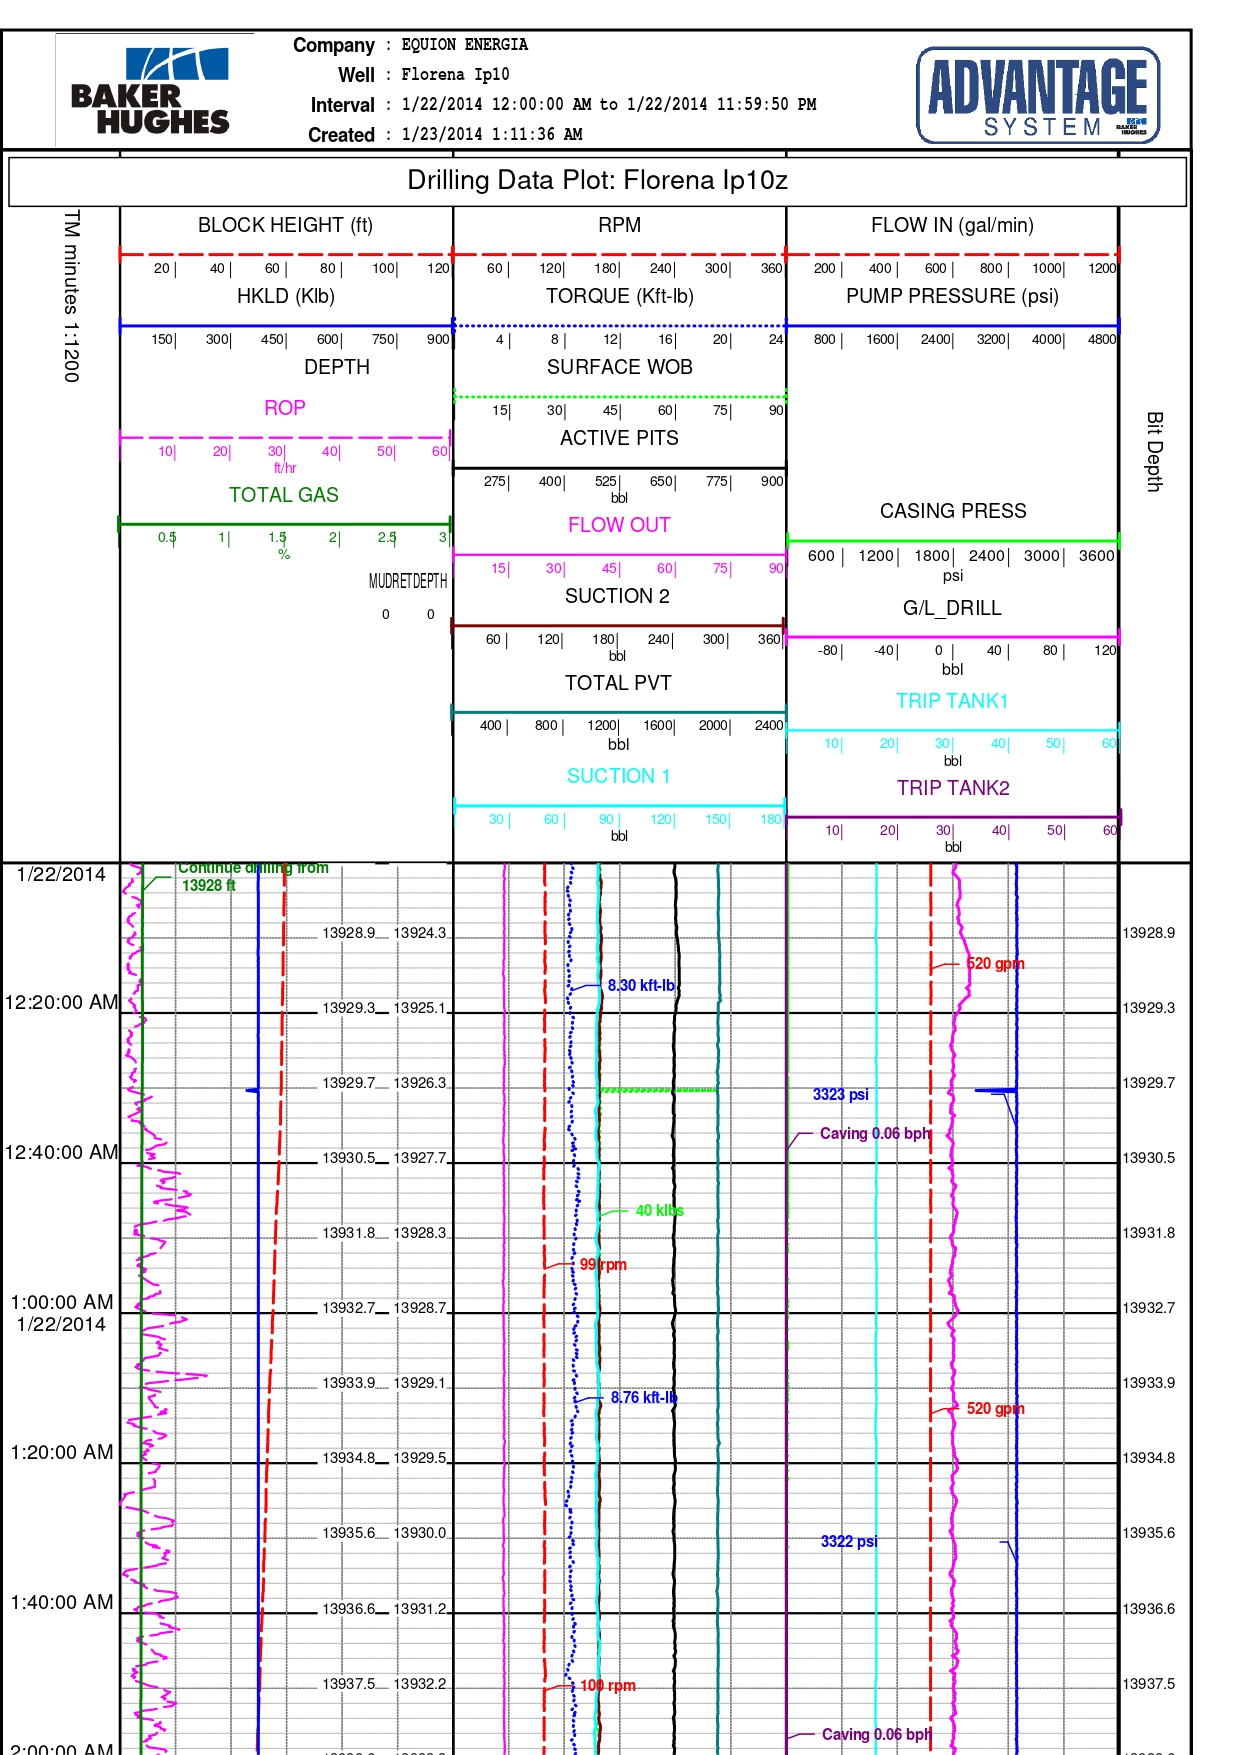 BAKER
HUGHES
Company : EQUION ENERGIA
Well : Florena Ip10
Interval : 1/22/2014 12:00:00 AM to 1/22/2014 11:59:50 PM
Created : 1/23/2014 1:11:36 AM
ADVANTAGE
SYSTEM
BAKER
HUGHES
Drilling Data Plot: Florena Ip10z
TM minutes 1:1200
BLOCK HEIGHT (ft)
20 40 60 80 100 120
HKLD (Klb)
150 300 450 600 750 900
DEPTH
ROP
10 20 30 40 50 60
ft/hr
TOTAL GAS
0.5 1 1.5 2 2.5 3
%
MUDRETDEPTH
0 0
RPM
60 120 180 240 300 360
TORQUE (Kft-lb)
4 8 12 16 20 24
SURFACE WOB
15 30 45 60 75 90
ACTIVE PITS
275 400 525 650 775 900
bbl
FLOW OUT
15 30 45 60 75 90
SUCTION 2
60 120 180 240 300 360
bbl
TOTAL PVT
400 800 1200 1600 2000 2400
bbl
SUCTION 1
30 60 90 120 150 180
bbl
FLOW IN (gal/min)
200 400 600 800 1000 1200
PUMP PRESSURE (psi)
800 1600 2400 3200 4000 4800
CASING PRESS
600 1200 1800 2400 3000 3600
psi
G/L_DRILL
-80 -40 0 40 80 120
bbl
TRIP TANK1
10 20 30 40 50 60
bbl
TRIP TANK2
10 20 30 40 50 60
bbl
Bit Depth
1/22/2014
Continue drilling from
13928 ft
13928.9 13924.3 13928.9
520 gpm
8.30 kft-lb
12:20:00 AM
13929.3 13925.1 13929.3
13929.7 13926.3 13929.7
3323 psi
Caving 0.06 bph
12:40:00 AM
13930.5 13927.7 13930.5
40 klbs
13931.8 13928.3 13931.8
99 rpm
1:00:00 AM
13932.7 13928.7 13932.7
1/22/2014
13933.9 13929.1 13933.9
8.76 kft-lb
520 gpm
1:20:00 AM
13934.8 13929.5 13934.8
13935.6 13930.0 13935.6
3322 psi
1:40:00 AM
13936.6 13931.2 13936.6
13937.5 13932.2 13937.5
100 rpm
Caving 0.06 bph
2:00:00 AM